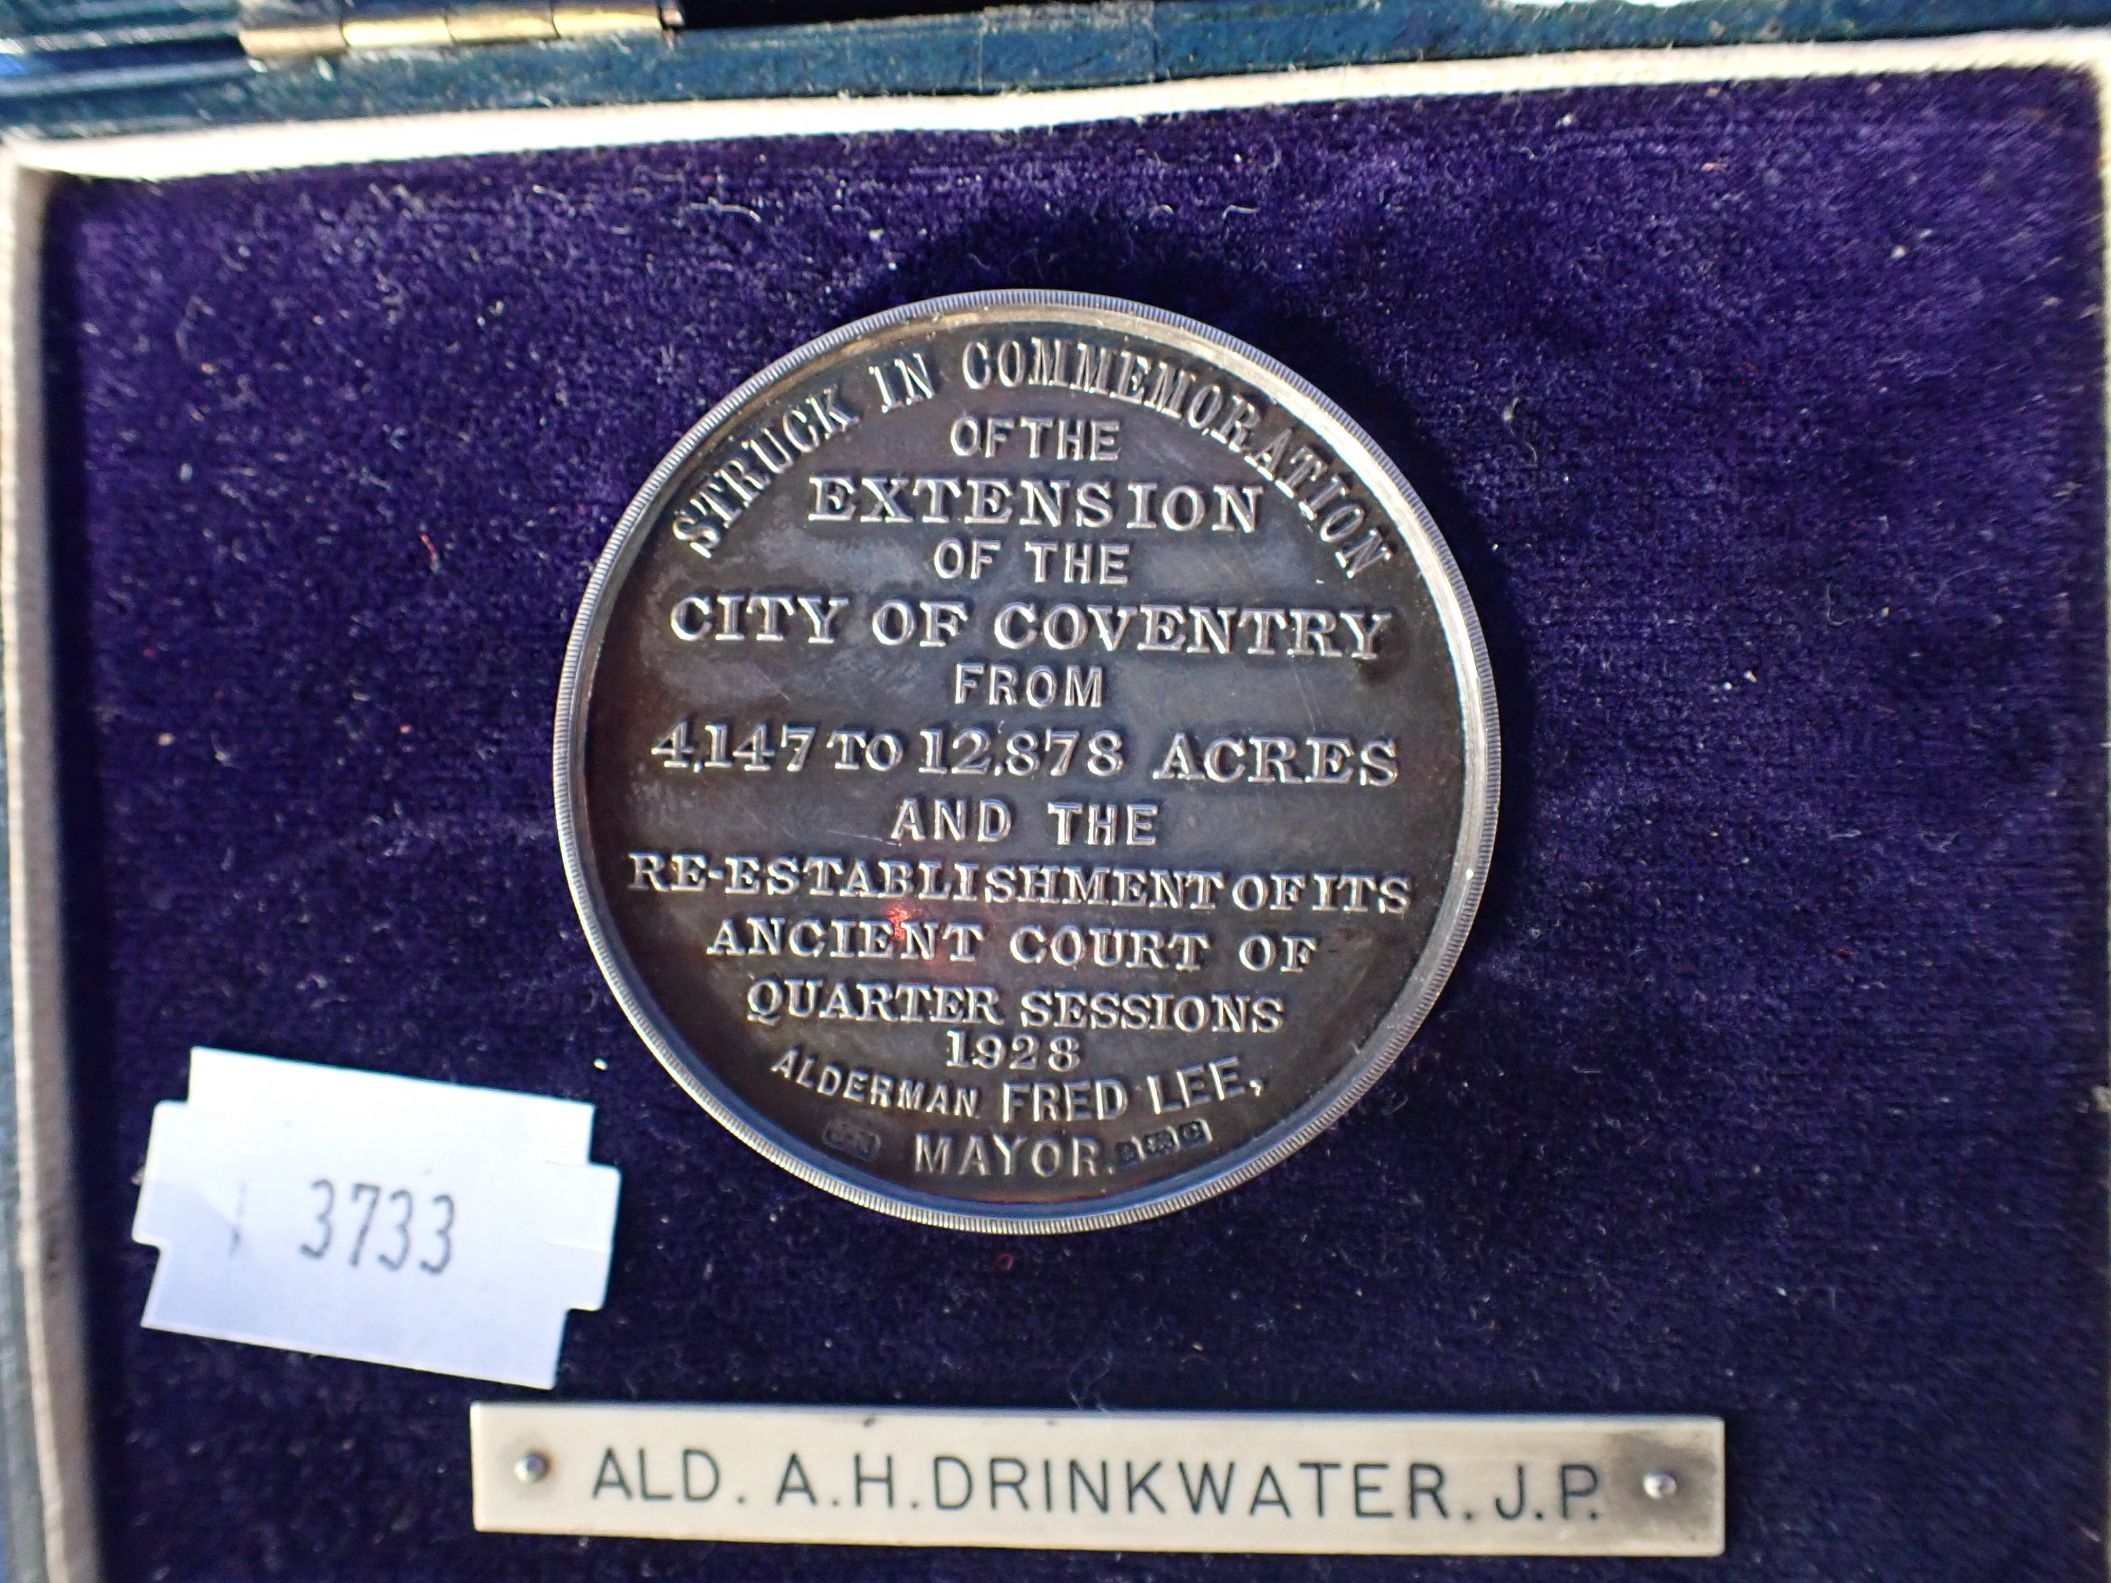 STRUCK IN COMMEMORATION
OF THE
EXTENSION
OF THE
CITY OF COVENTRY
FROM
4,147 TO 12,878 ACRES
AND THE
RE-ESTABLISHMENT OF ITS
ANCIENT COURT OF
QUARTER SESSIONS
1928
ALDERMAN FRED LEE,
MAYOR.
3733
ALD. A.H. DRINKWATER. J.P.